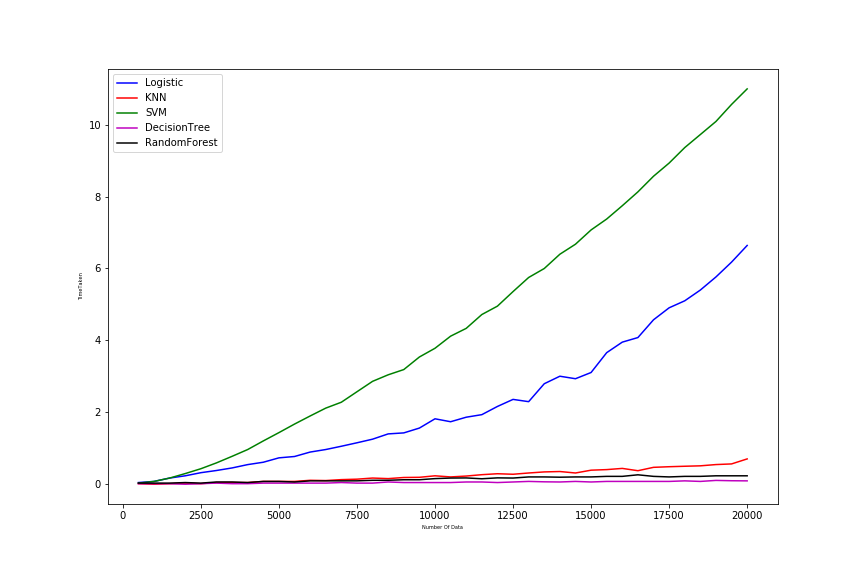 Logistic
KNN
SVM
DecisionTree
RandomForest
10
8
6
4
2
0
TimeTaken
0 2500 5000 7500 10000 12500 15000 17500 20000
Number Of Data